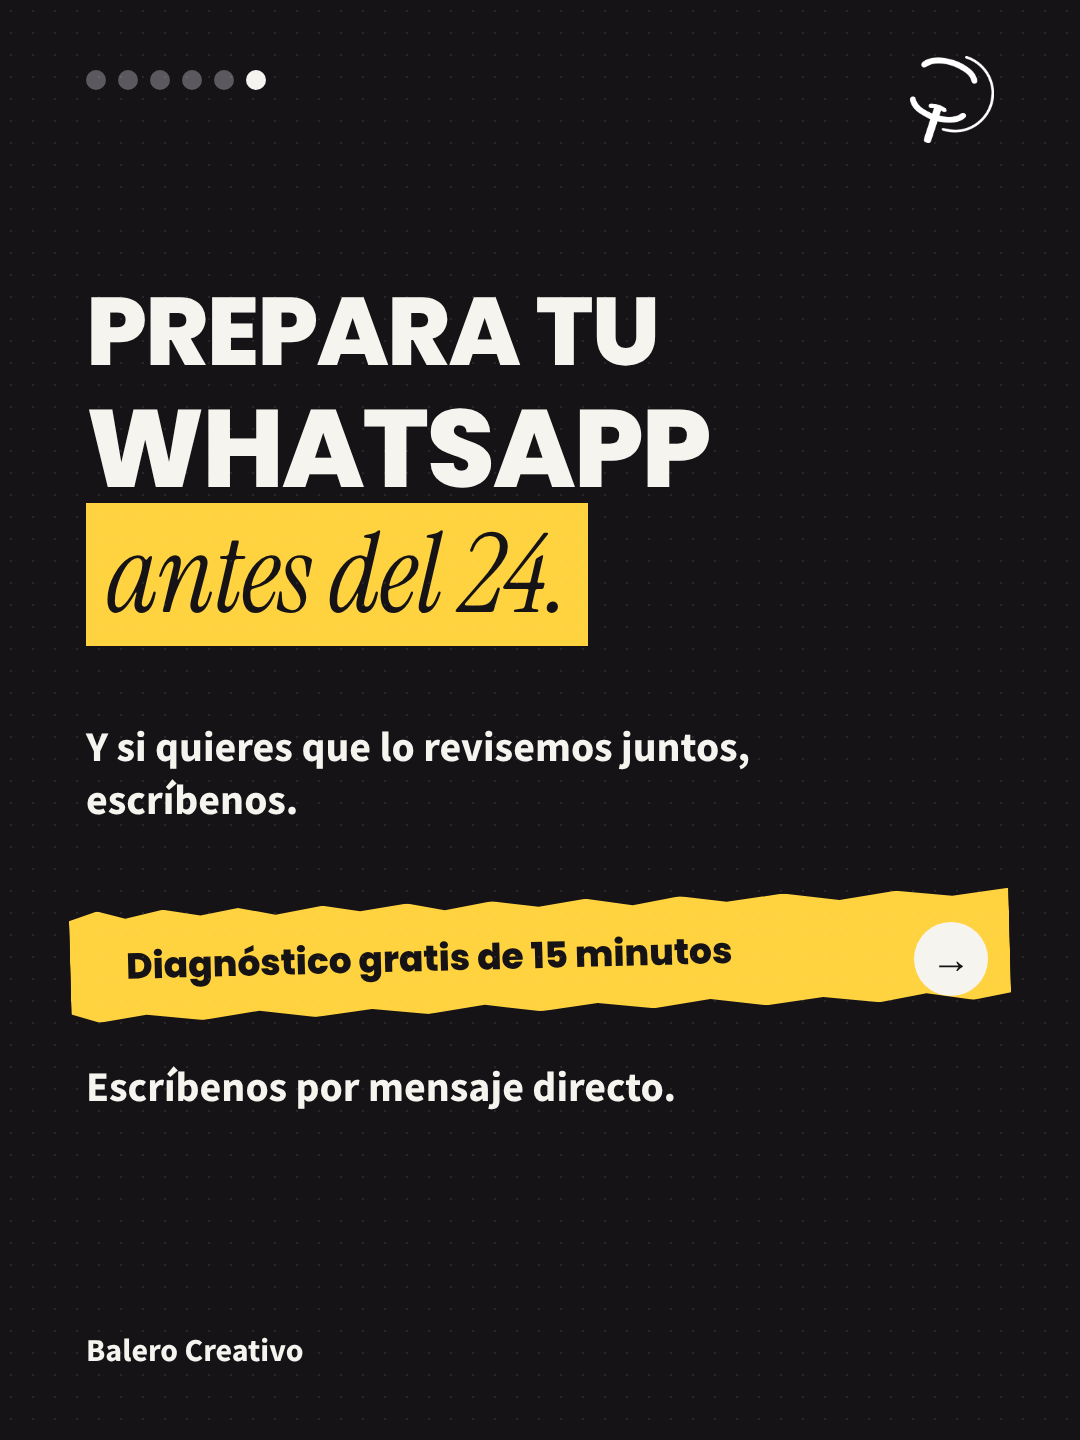 PREPARA TU
WHATSAPP
antes del 24.
Y si quieres que lo revisemos juntos,
escríbenos.
Diagnóstico gratis de 15 minutos
→
Escríbenos por mensaje directo.
Balero Creativo